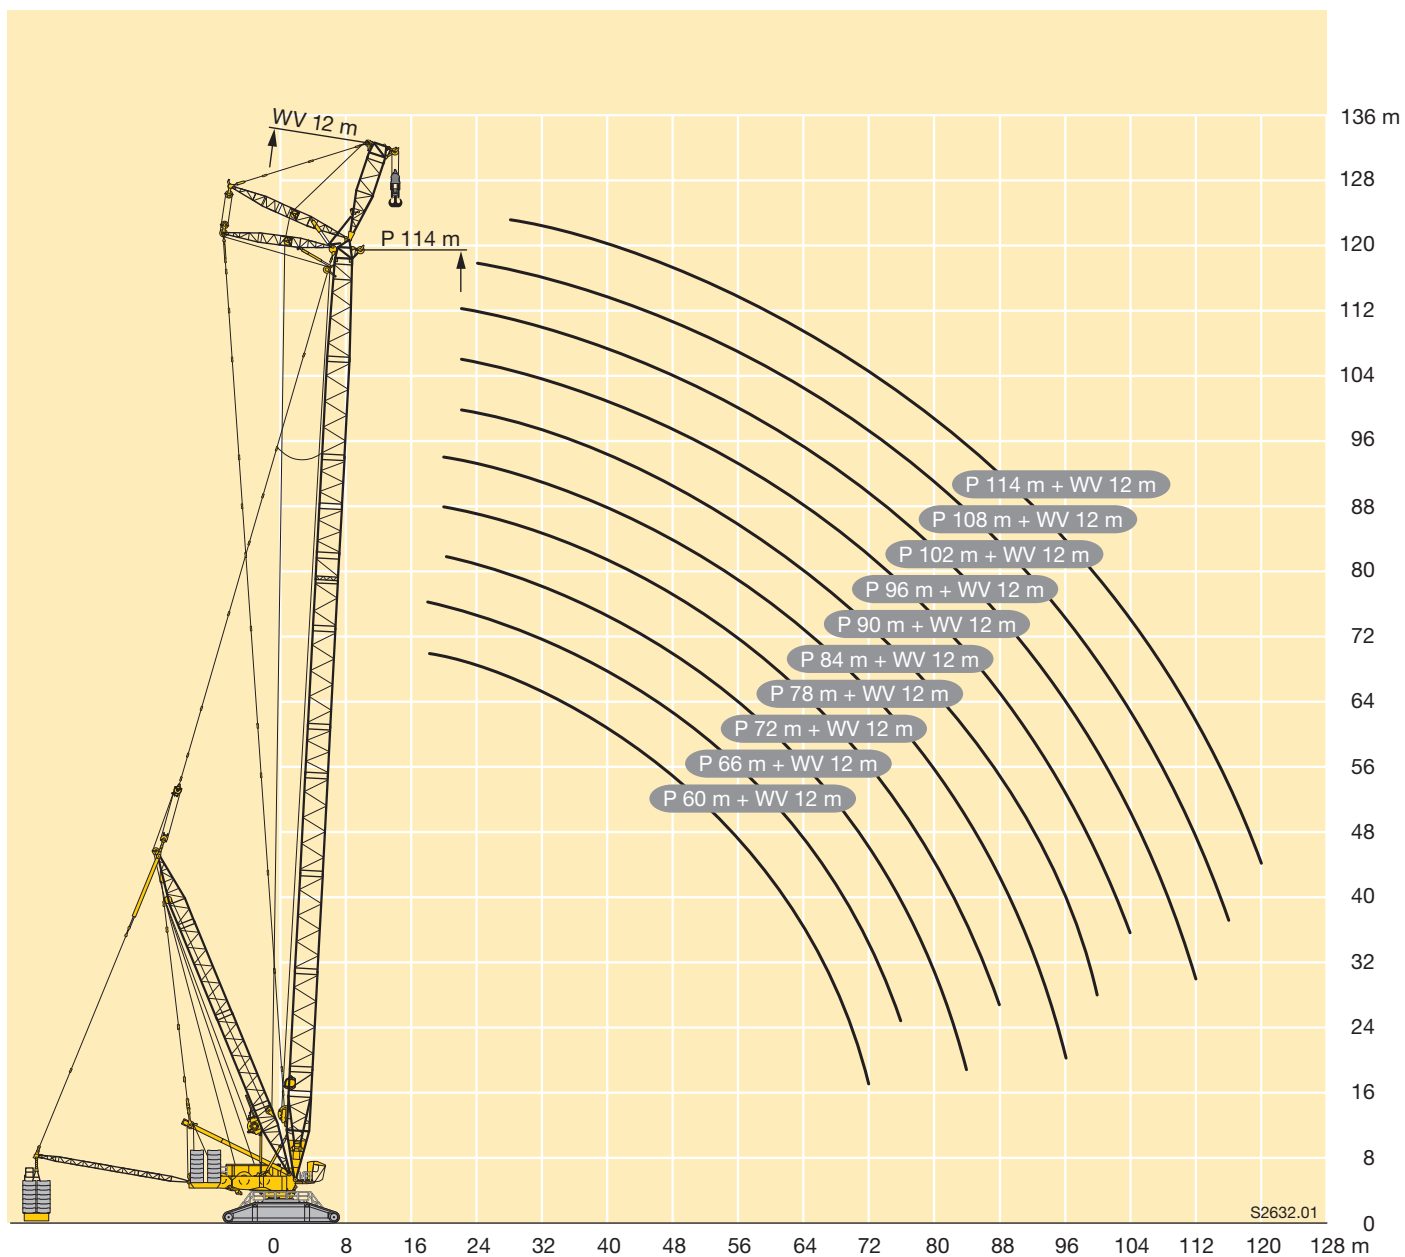 136 m
WV 12 m
128
P 114 m
120
112
104
96
P 114 m + WV 12 m
88
P 108 m + WV 12 m
P 102 m + WV 12 m
80
P 96 m + WV 12 m
P 90 m + WV 12 m
72
P 84 m + WV 12 m
P 78 m + WV 12 m
64
P 72 m + WV 12 m
P 66 m + WV 12 m
56
P 60 m + WV 12 m
48
40
32
24
16
8
S2632.01
0
0 8 16 24 32 40 48 56 64 72 80 88 96 104 112 120 128 m